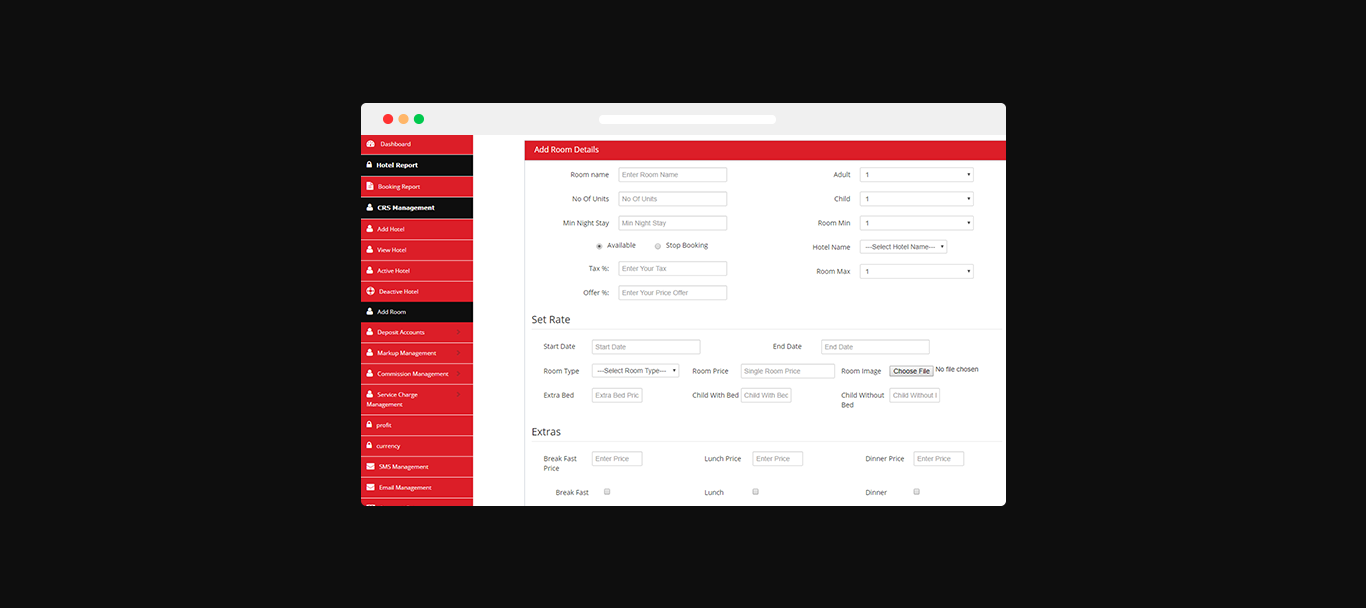 Dashboard
Hotel Report
Booking Report
CRS Management
Add Hotel
View Hotel
Active Hotel
Deactive Hotel
Add Room
Deposit Accounts
Markup Management
Commission Management
Service Charge
Management
profit
currency
SMS Management
Email Management
Add Room Details
Room name Enter Room Name Adult 1
No Of Units No Of Units Child 1
Min Night Stay Min Night Stay Room Min 1
Available Stop Booking Hotel Name ---Select Hotel Name---
Tax %: Enter Your Tax Room Max 1
Offer %: Enter Your Price Offer
Set Rate
Start Date Start Date End Date End Date
Room Type ---Select Room Type--- Room Price Single Room Price Room Image Choose File No file chosen
Extra Bed Extra Bed Pric Child With Bed Child With Bed Child Without Child Without
Bed
Extras
Break Fast Enter Price Lunch Price Enter Price Dinner Price Enter Price
Price
Break Fast Lunch Dinner